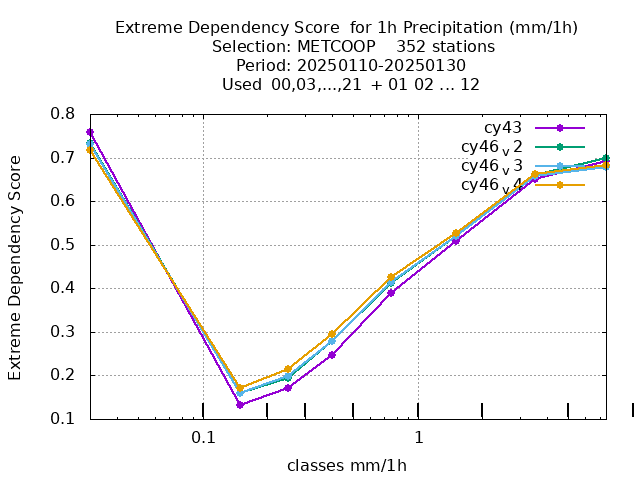 Extreme Dependency Score  for 1h Precipitation (mm/1h)
Selection: METCOOP    352 stations
Period: 20250110-20250130
Used  00,03,...,21  + 01 02 ... 12
Extreme Dependency Score
0.8
0.7
0.6
0.5
0.4
0.3
0.2
0.1
cy43
cy46_v2
cy46_v3
cy46_v4
0.1
1
classes mm/1h